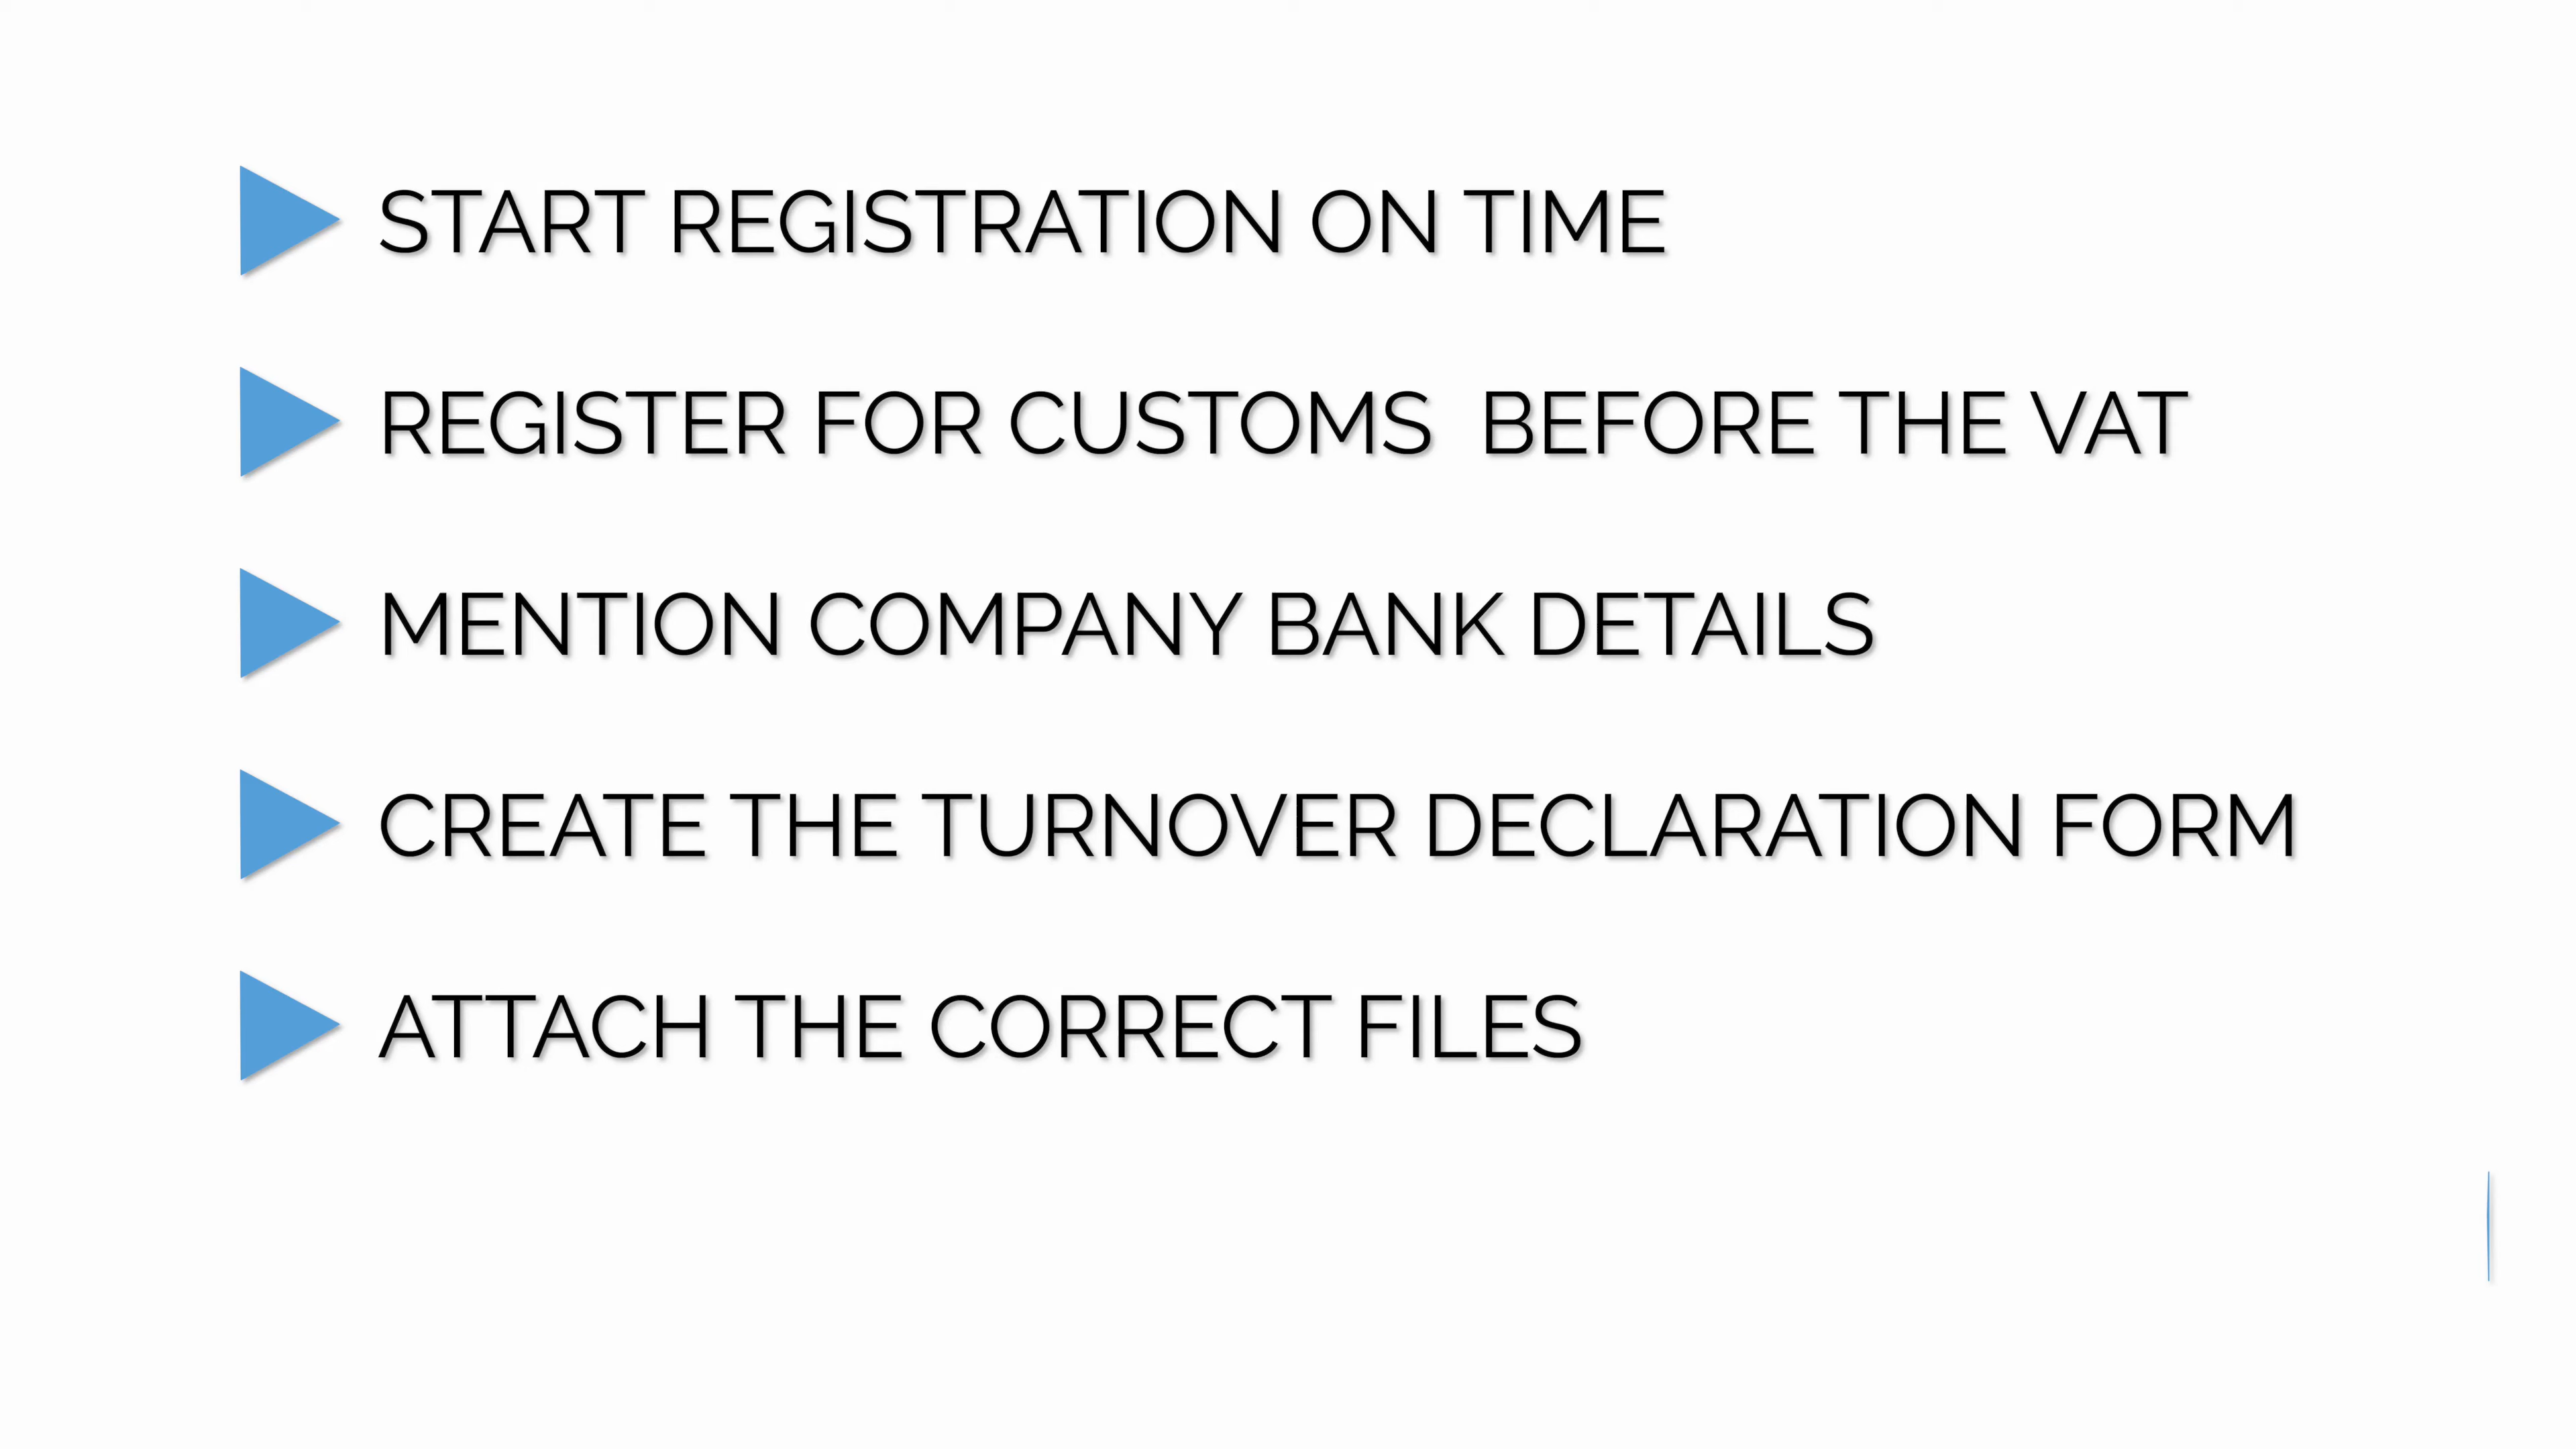 START REGISTRATION ON TIME
REGISTER FOR CUSTOMS  BEFORE THE VAT
MENTION COMPANY BANK DETAILS
CREATE THE TURNOVER DECLARATION FORM
ATTACH THE CORRECT FILES